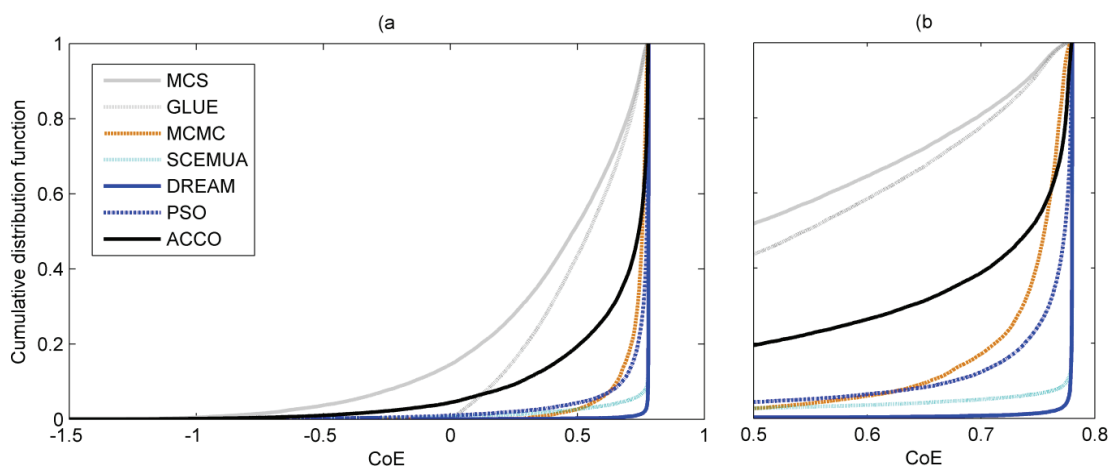 (a
(b
Cumulative distribution function
1
0.8
0.6
0.4
0.2
0
MCS
GLUE
MCMC
SCEMUA
DREAM
PSO
ACCO
-1.5
-1
-0.5
0
0.5
1
CoE
0.5
0.6
0.7
0.8
CoE